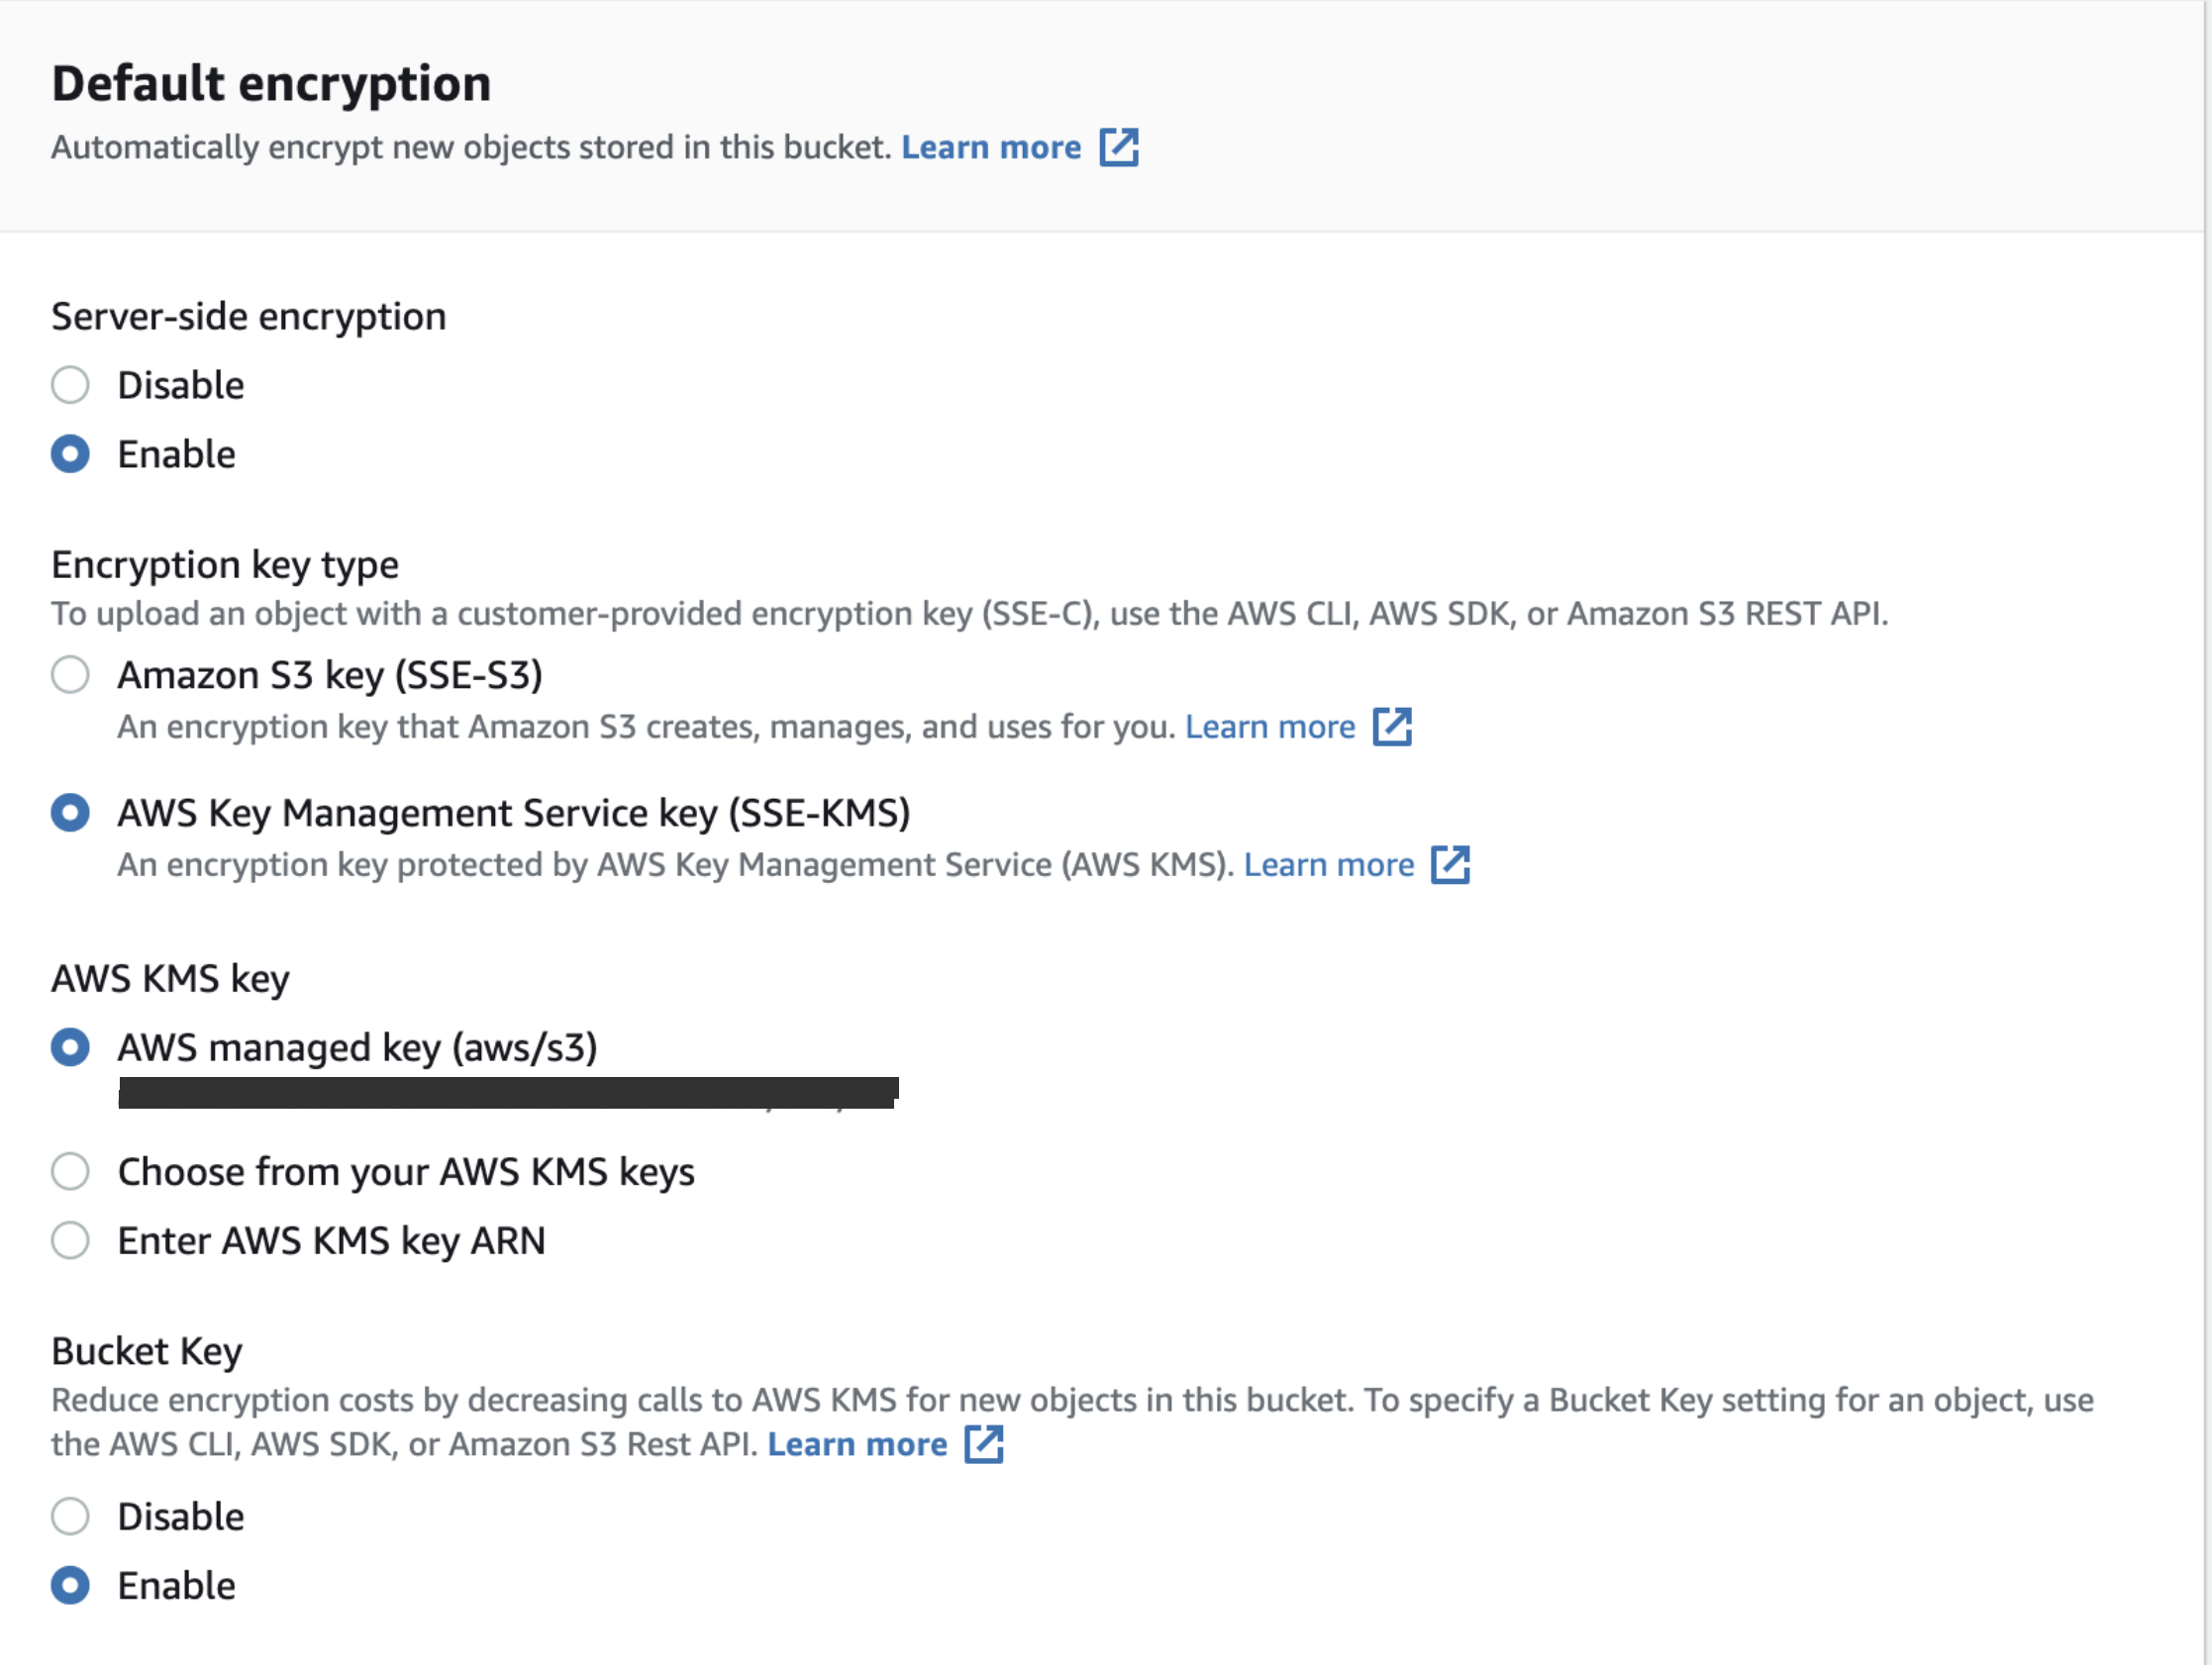 Default encryption
Automatically encrypt new objects stored in this bucket. Learn more
Server-side encryption
Disable
Enable
Encryption key type
To upload an object with a customer-provided encryption key (SSE-C), use the AWS CLI, AWS SDK, or Amazon S3 REST API.
Amazon S3 key (SSE-S3)
An encryption key that Amazon S3 creates, manages, and uses for you. Learn more
AWS Key Management Service key (SSE-KMS)
An encryption key protected by AWS Key Management Service (AWS KMS). Learn more
AWS KMS key
AWS managed key (aws/s3)
Choose from your AWS KMS keys
Enter AWS KMS key ARN
Bucket Key
Reduce encryption costs by decreasing calls to AWS KMS for new objects in this bucket. To specify a Bucket Key setting for an object, use
the AWS CLI, AWS SDK, or Amazon S3 Rest API. Learn more
Disable
Enable